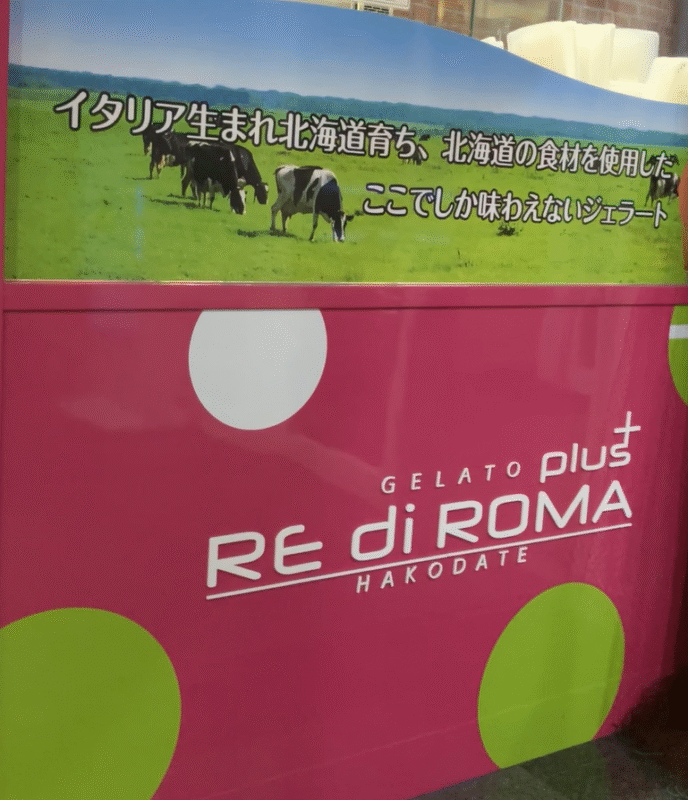 イタリア生まれ北海道育ち、北海道の食材を使用した
ここでしか味わえないジェラート
GELATO plus+
RE di ROMA
HAKODATE